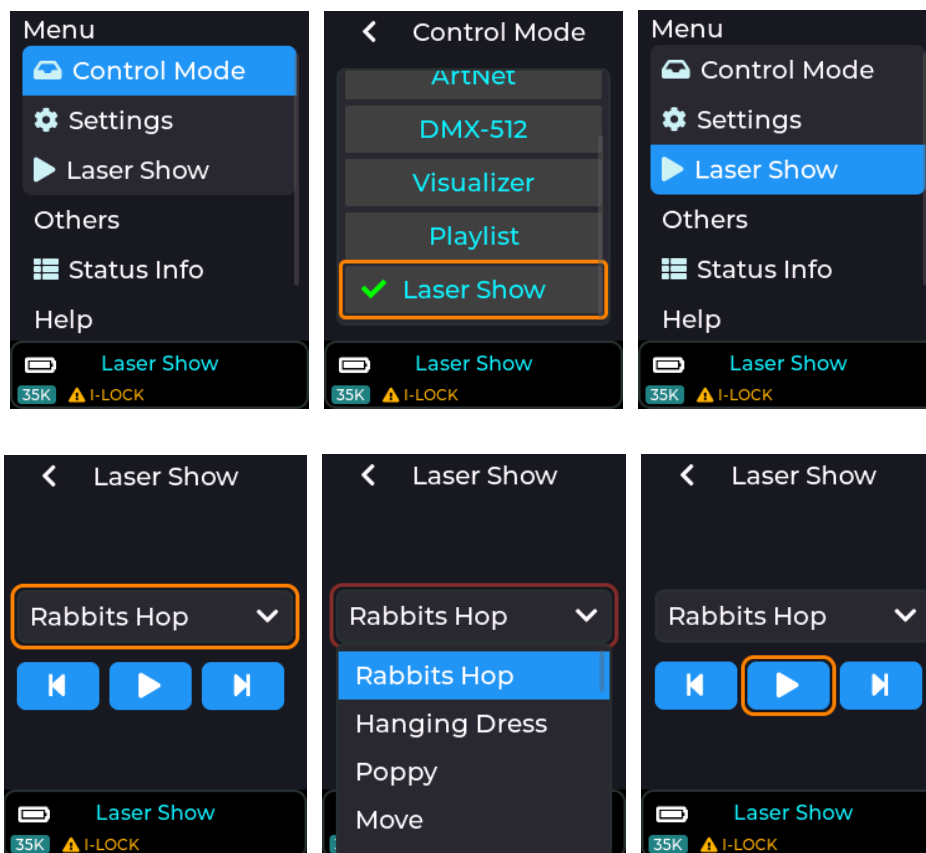 Menu
Control Mode
Settings
Laser Show
Others
Status Info
Help
Laser Show
35K I-LOCK
Control Mode
ArtNet
DMX-512
Visualizer
Playlist
Laser Show
Laser Show
35K I-LOCK
Menu
Control Mode
Settings
Laser Show
Others
Status Info
Help
Laser Show
35K I-LOCK
Laser Show
Rabbits Hop
Laser Show
35K I-LOCK
Laser Show
Rabbits Hop
Rabbits Hop
Hanging Dress
Poppy
Move
Laser Show
Rabbits Hop
Laser Show
35K I-LOCK